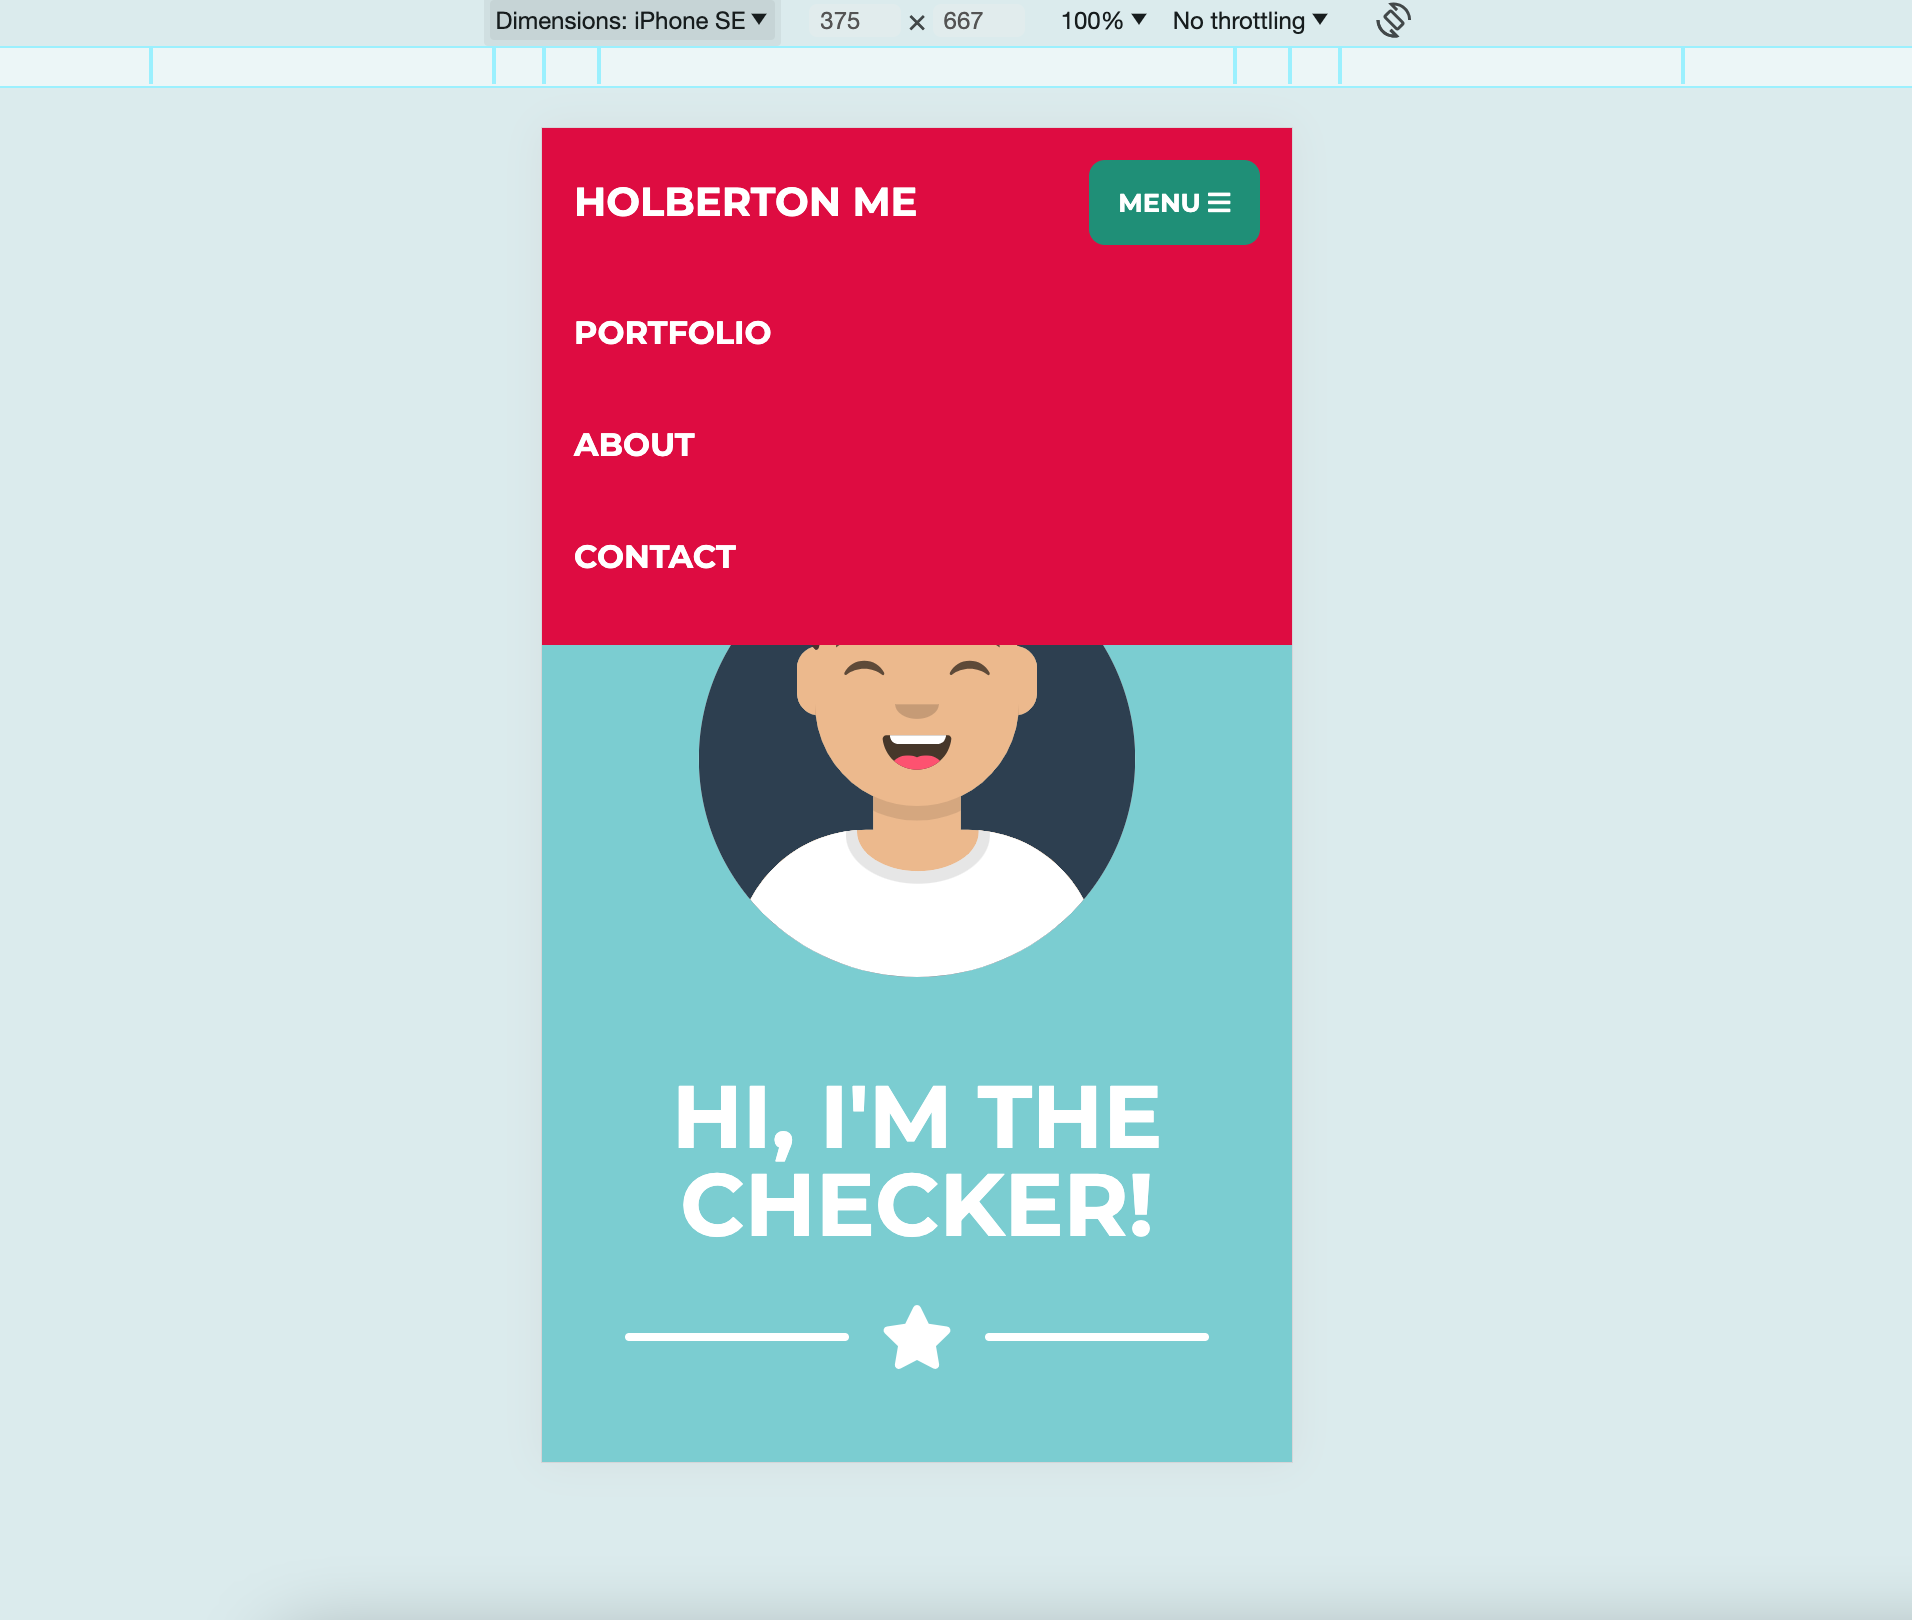 Dimensions: iPhone SE 375 × 667 100% No throttling
HOLBERTON ME MENU
PORTFOLIO
ABOUT
CONTACT
HI, I'M THE
CHECKER!